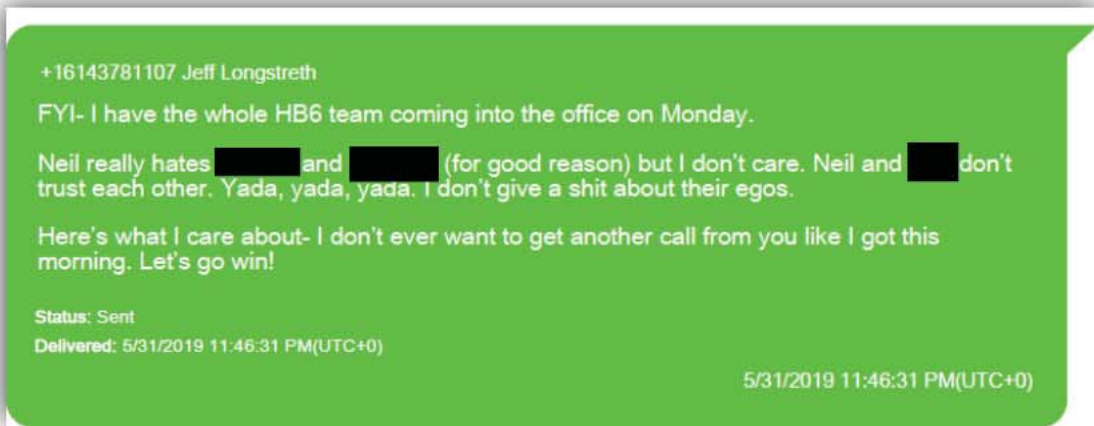 +16143781107 Jeff Longstreth
FYI- I have the whole HB6 team coming into the office on Monday.
Neil really hates and (for good reason) but I don't care. Neil and don't
trust each other. Yada, yada, yada. I don't give a shit about their egos.
Here's what I care about- I don't ever want to get another call from you like I got this
morning. Let's go win!
Status: Sent
Delivered: 5/31/2019 11:46:31 PM(UTC+0)
5/31/2019 11:46:31 PM(UTC+0)